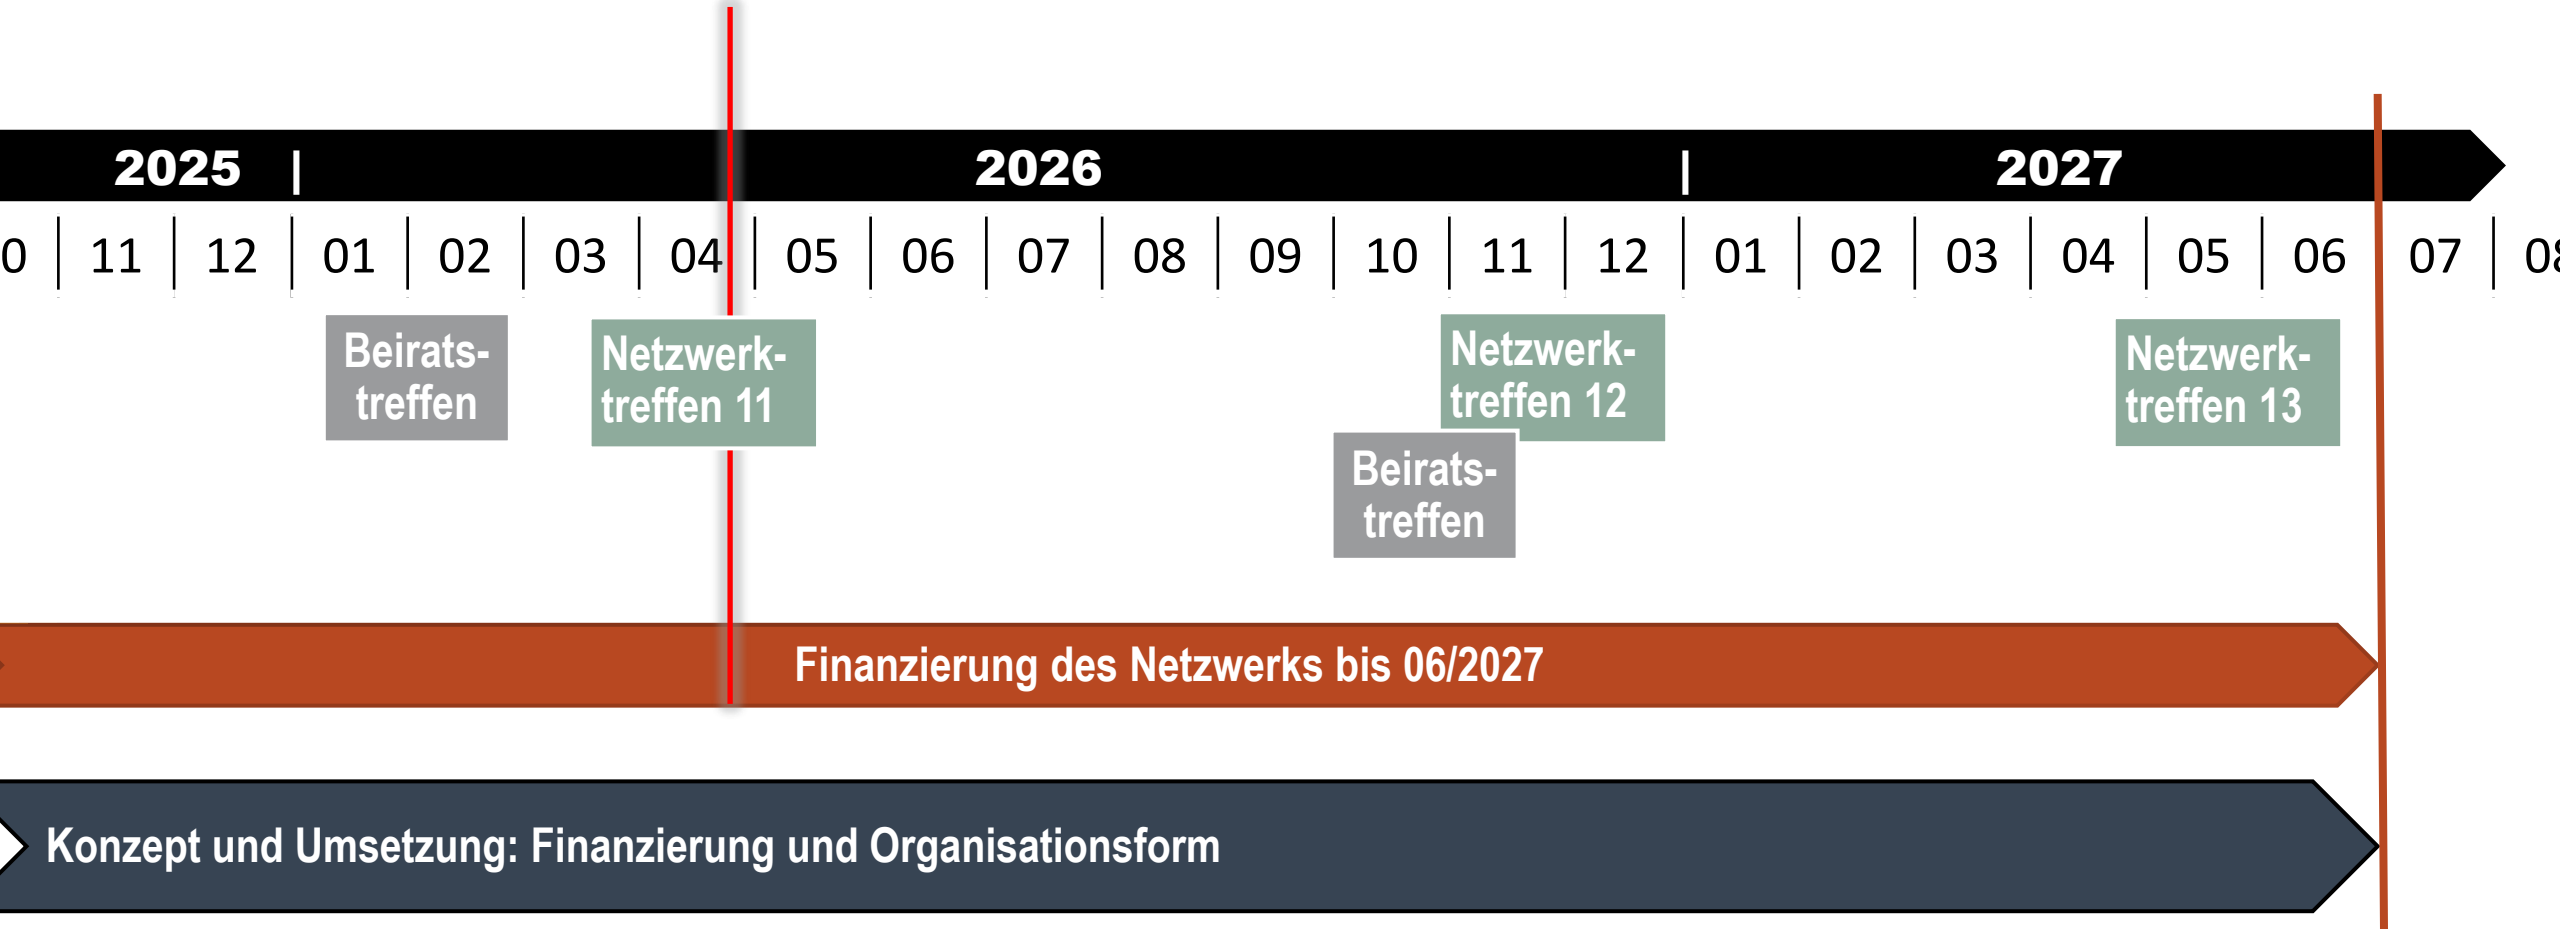 2025 | 2026 | 2027
0 11 12 01 02 03 04 05 06 07 08 09 10 11 12 01 02 03 04 05 06 07 08
Beirats-
treffen
Netzwerk-
treffen 11
Netzwerk-
treffen 12
Beirats-
treffen
Netzwerk-
treffen 13
Finanzierung des Netzwerks bis 06/2027
Konzept und Umsetzung: Finanzierung und Organisationsform